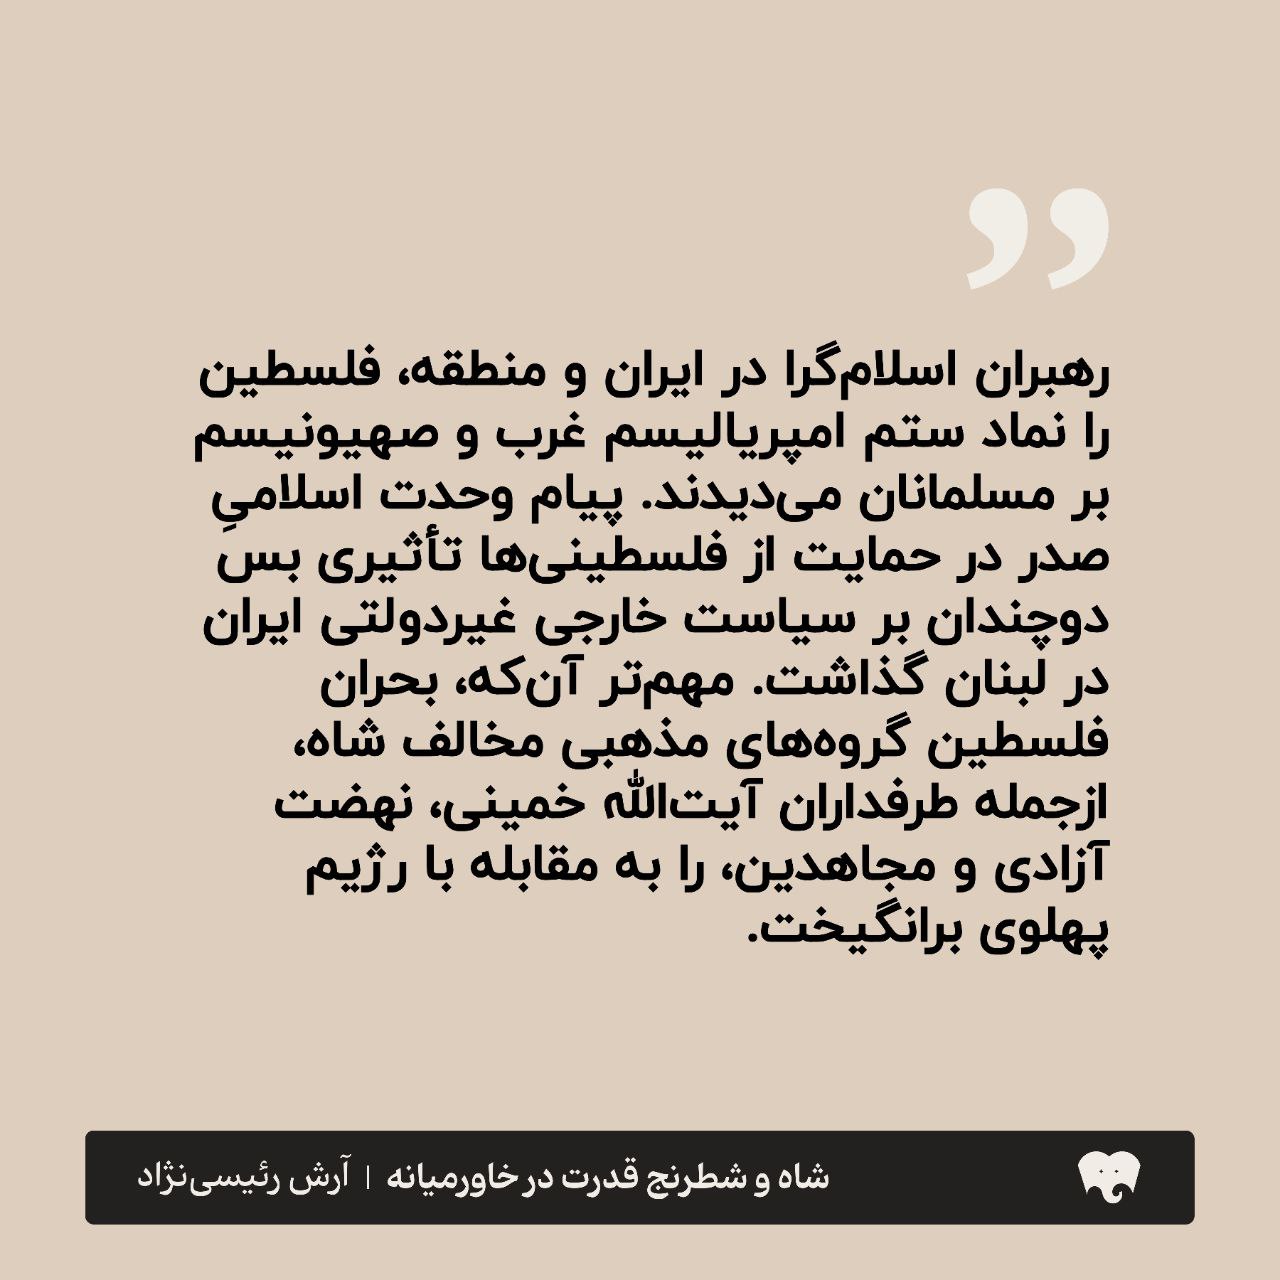 ”
رهبران اسلام‌گرا در ایران و منطقه، فلسطین
را نماد ستم امپریالیسم غرب و صهیونیسم
بر مسلمانان می‌دیدند. پیام وحدت اسلامیِ
صدر در حمایت از فلسطینی‌ها تأثیری بس
دوچندان بر سیاست خارجی غیردولتی ایران
در لبنان گذاشت. مهم‌تر آن‌که، بحران
فلسطین گروه‌های مذهبی مخالف شاه،
ازجمله طرفداران آیت‌الله خمینی، نهضت
آزادی و مجاهدین، را به مقابله با رژیم
پهلوی برانگیخت.
شاه و شطرنج قدرت در خاورمیانه | آرش رئیسی‌نژاد